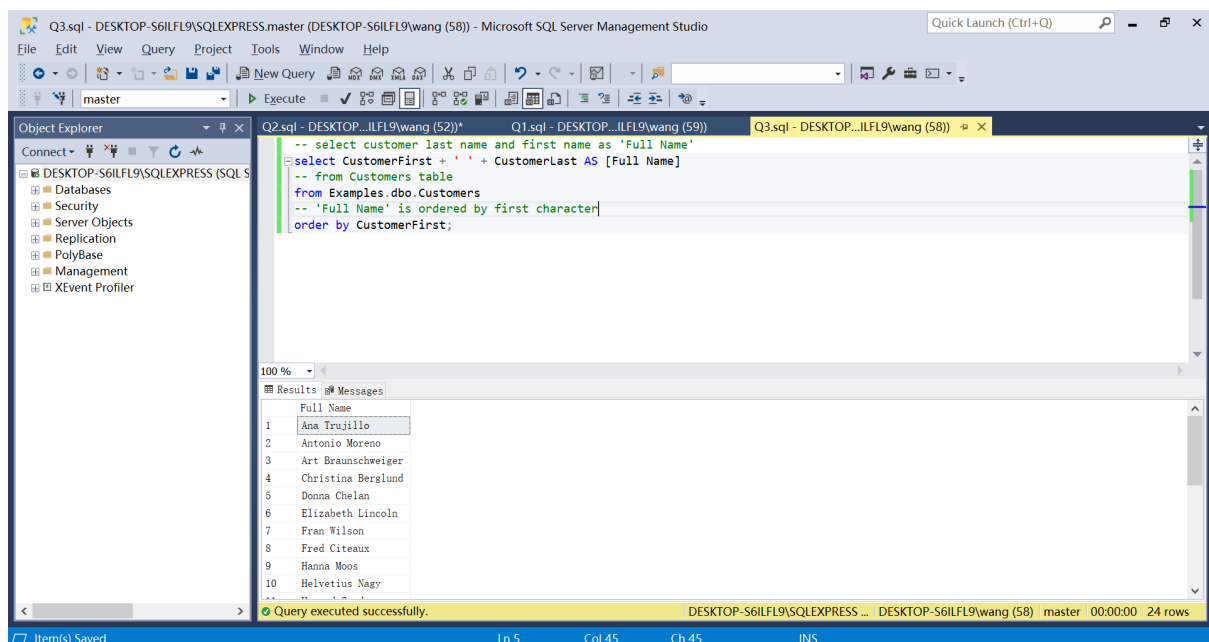 Q3.sql - DESKTOP-S6ILFL9\SQLEXPRESS.master (DESKTOP-S6ILFL9\wang (58)) - Microsoft SQL Server Management Studio
Quick Launch (Ctrl+Q)
File Edit View Query Project Tools Window Help
New Query
master
Execute
Object Explorer
Connect
DESKTOP-S6ILFL9\SQLEXPRESS (SQL S
Databases
Security
Server Objects
Replication
PolyBase
Management
XEvent Profiler
Q2.sql - DESKTOP...ILFL9\wang (52))* Q1.sql - DESKTOP...ILFL9\wang (59)) Q3.sql - DESKTOP...ILFL9\wang (58))
-- select customer last name and first name as 'Full Name'
select CustomerFirst + ' ' + CustomerLast AS [Full Name]
-- from Customers table
from Examples.dbo.Customers
-- 'Full Name' is ordered by first character
order by CustomerFirst;
100 %
Results Messages
Full Name
1 Ana Trujillo
2 Antonio Moreno
3 Art Braunschweiger
4 Christina Berglund
5 Donna Chelan
6 Elizabeth Lincoln
7 Fran Wilson
8 Fred Citeaux
9 Hanna Moos
10 Helvetius Nagy
Query executed successfully. DESKTOP-S6ILFL9\SQLEXPRESS ... DESKTOP-S6ILFL9\wang (58) master 00:00:00 24 rows
Item(s) Saved Ln 5 Col 45 Ch 45 INS